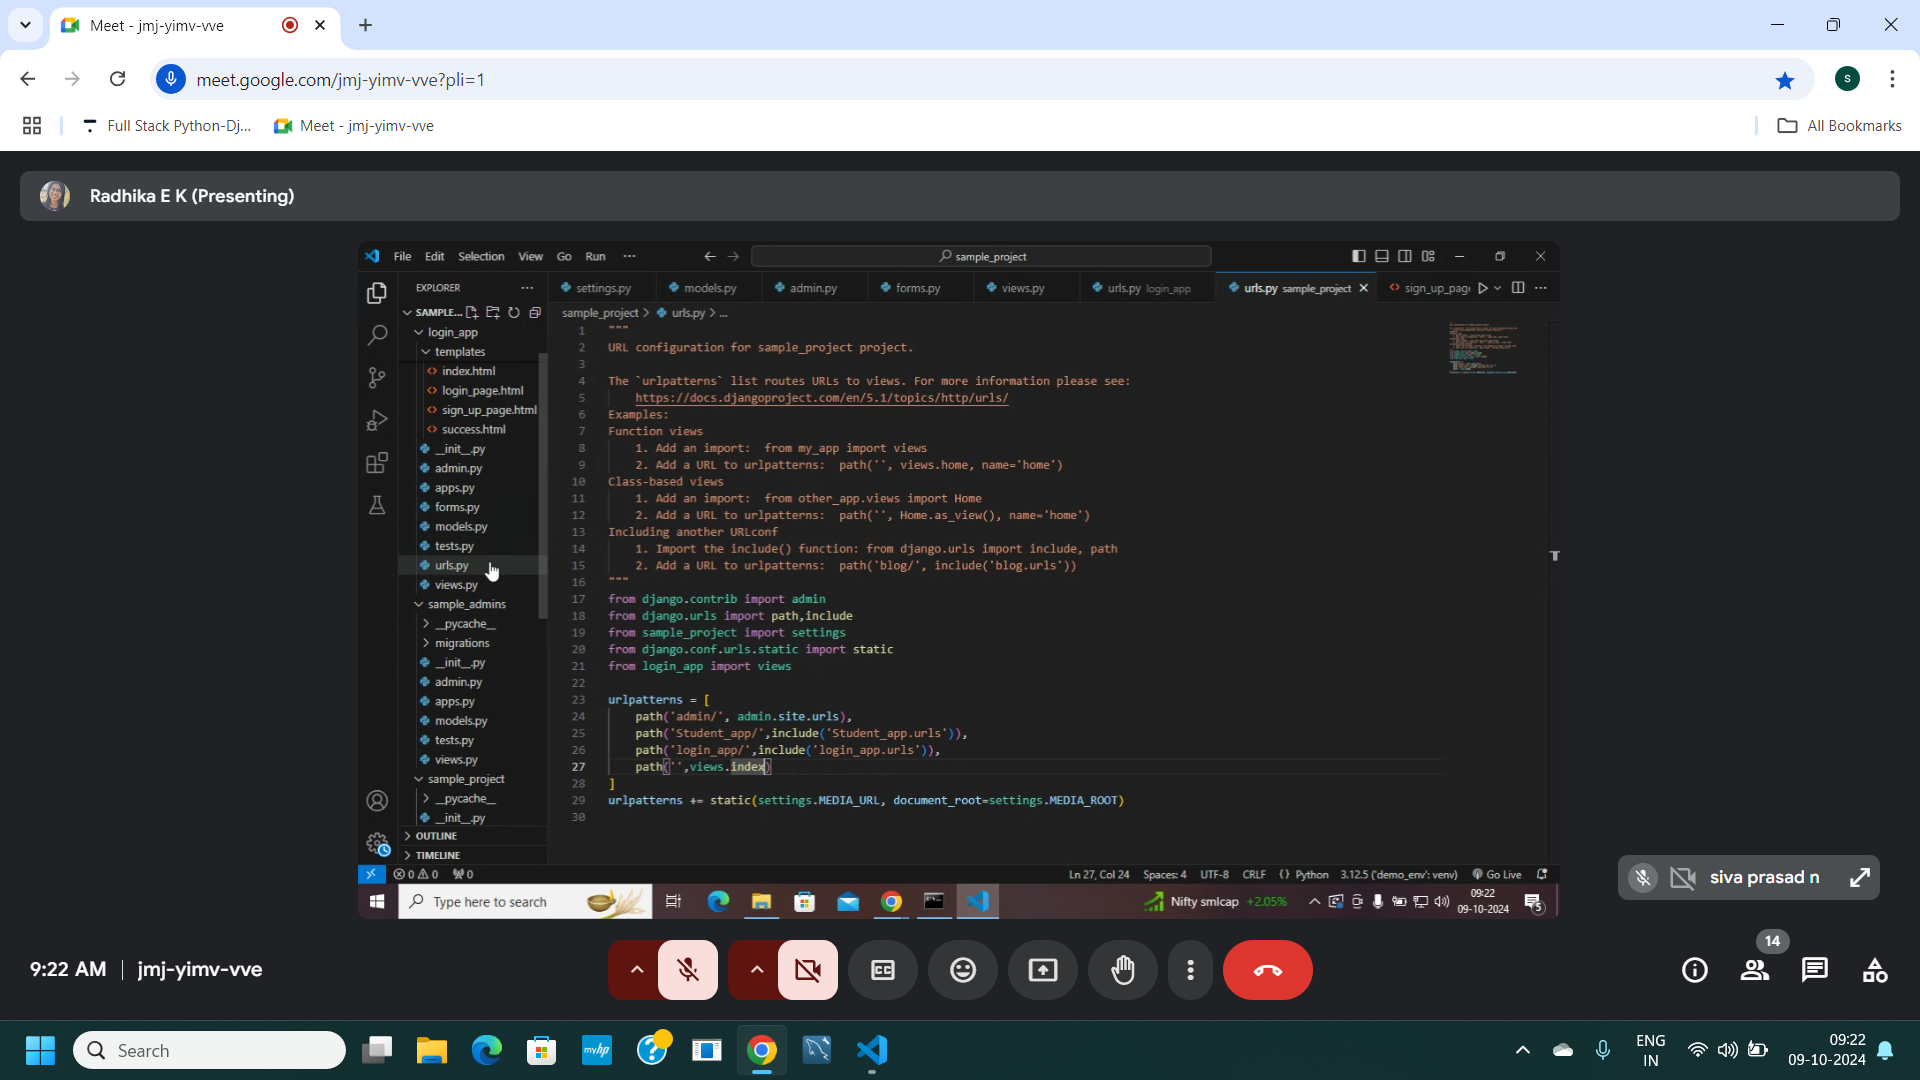 Meet - jmj-yimv-vve
meet.google.com/jmj-yimv-vve?pli=1
S
Full Stack Python-Dj...
Meet - jmj-yimv-vve
All Bookmarks
Radhika E K (Presenting)
File Edit Selection View Go Run ···
sample_project
EXPLORER ···
settings.py
models.py
admin.py
forms.py
views.py
urls.py login_app
urls.py sample_project
sign_up_page
SAMPLE...
login_app
templates
index.html
login_page.html
sign_up_page.html
success.html
__init__.py
admin.py
apps.py
forms.py
models.py
tests.py
urls.py
views.py
sample_admins
__pycache__
migrations
__init__.py
admin.py
apps.py
models.py
tests.py
views.py
sample_project
__pycache__
__init__.py
OUTLINE
TIMELINE
sample_project > urls.py > ...
1 """
2 URL configuration for sample_project project.
3
4 The `urlpatterns` list routes URLs to views. For more information please see:
5 https://docs.djangoproject.com/en/5.1/topics/http/urls/
6 Examples:
7 Function views
8 1. Add an import: from my_app import views
9 2. Add a URL to urlpatterns: path('', views.home, name='home')
10 Class-based views
11 1. Add an import: from other_app.views import Home
12 2. Add a URL to urlpatterns: path('', Home.as_view(), name='home')
13 Including another URLconf
14 1. Import the include() function: from django.urls import include, path
15 2. Add a URL to urlpatterns: path('blog/', include('blog.urls'))
16 """
17 from django.contrib import admin
18 from django.urls import path,include
19 from sample_project import settings
20 from django.conf.urls.static import static
21 from login_app import views
22
23 urlpatterns = [
24 path('admin/', admin.site.urls),
25 path('Student_app/',include('Student_app.urls')),
26 path('login_app/',include('login_app.urls')),
27 path('',views.index)
28 ]
29 urlpatterns += static(settings.MEDIA_URL, document_root=settings.MEDIA_ROOT)
30
0 0 0 Ln 27, Col 24 Spaces: 4 UTF-8 CRLF {} Python 3.12.5 ('demo_env': venv) Go Live
Type here to search
Nifty smlcap +2.05%
09:22
09-10-2024
5
siva prasad n
9:22 AM | jmj-yimv-vve
14
Search
myhp
ENG
IN
09:22
09-10-2024